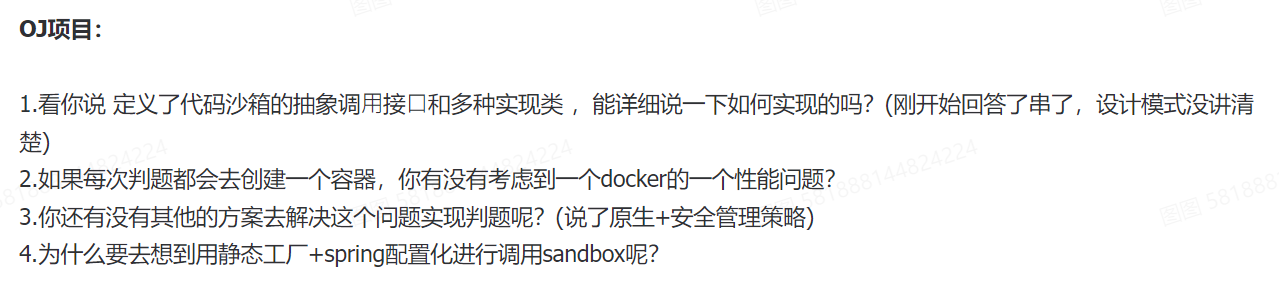 OJ项目：
1.看你说 定义了代码沙箱的抽象调用接口和多种实现类 ，能详细说一下如何实现的吗？(刚开始回答了串了，设计模式没讲清
楚)
2.如果每次判题都会去创建一个容器，你有没有考虑到一个docker的一个性能问题？
3.你还有没有其他的方案去解决这个问题实现判题呢？(说了原生+安全管理策略)
4.为什么要去想到用静态工厂+spring配置化进行调用sandbox呢？